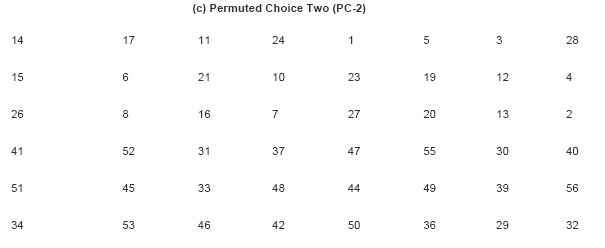 (c) Permuted Choice Two (PC-2)
14 17 11 24 1 5 3 28
15 6 21 10 23 19 12 4
26 8 16 7 27 20 13 2
41 52 31 37 47 55 30 40
51 45 33 48 44 49 39 56
34 53 46 42 50 36 29 32